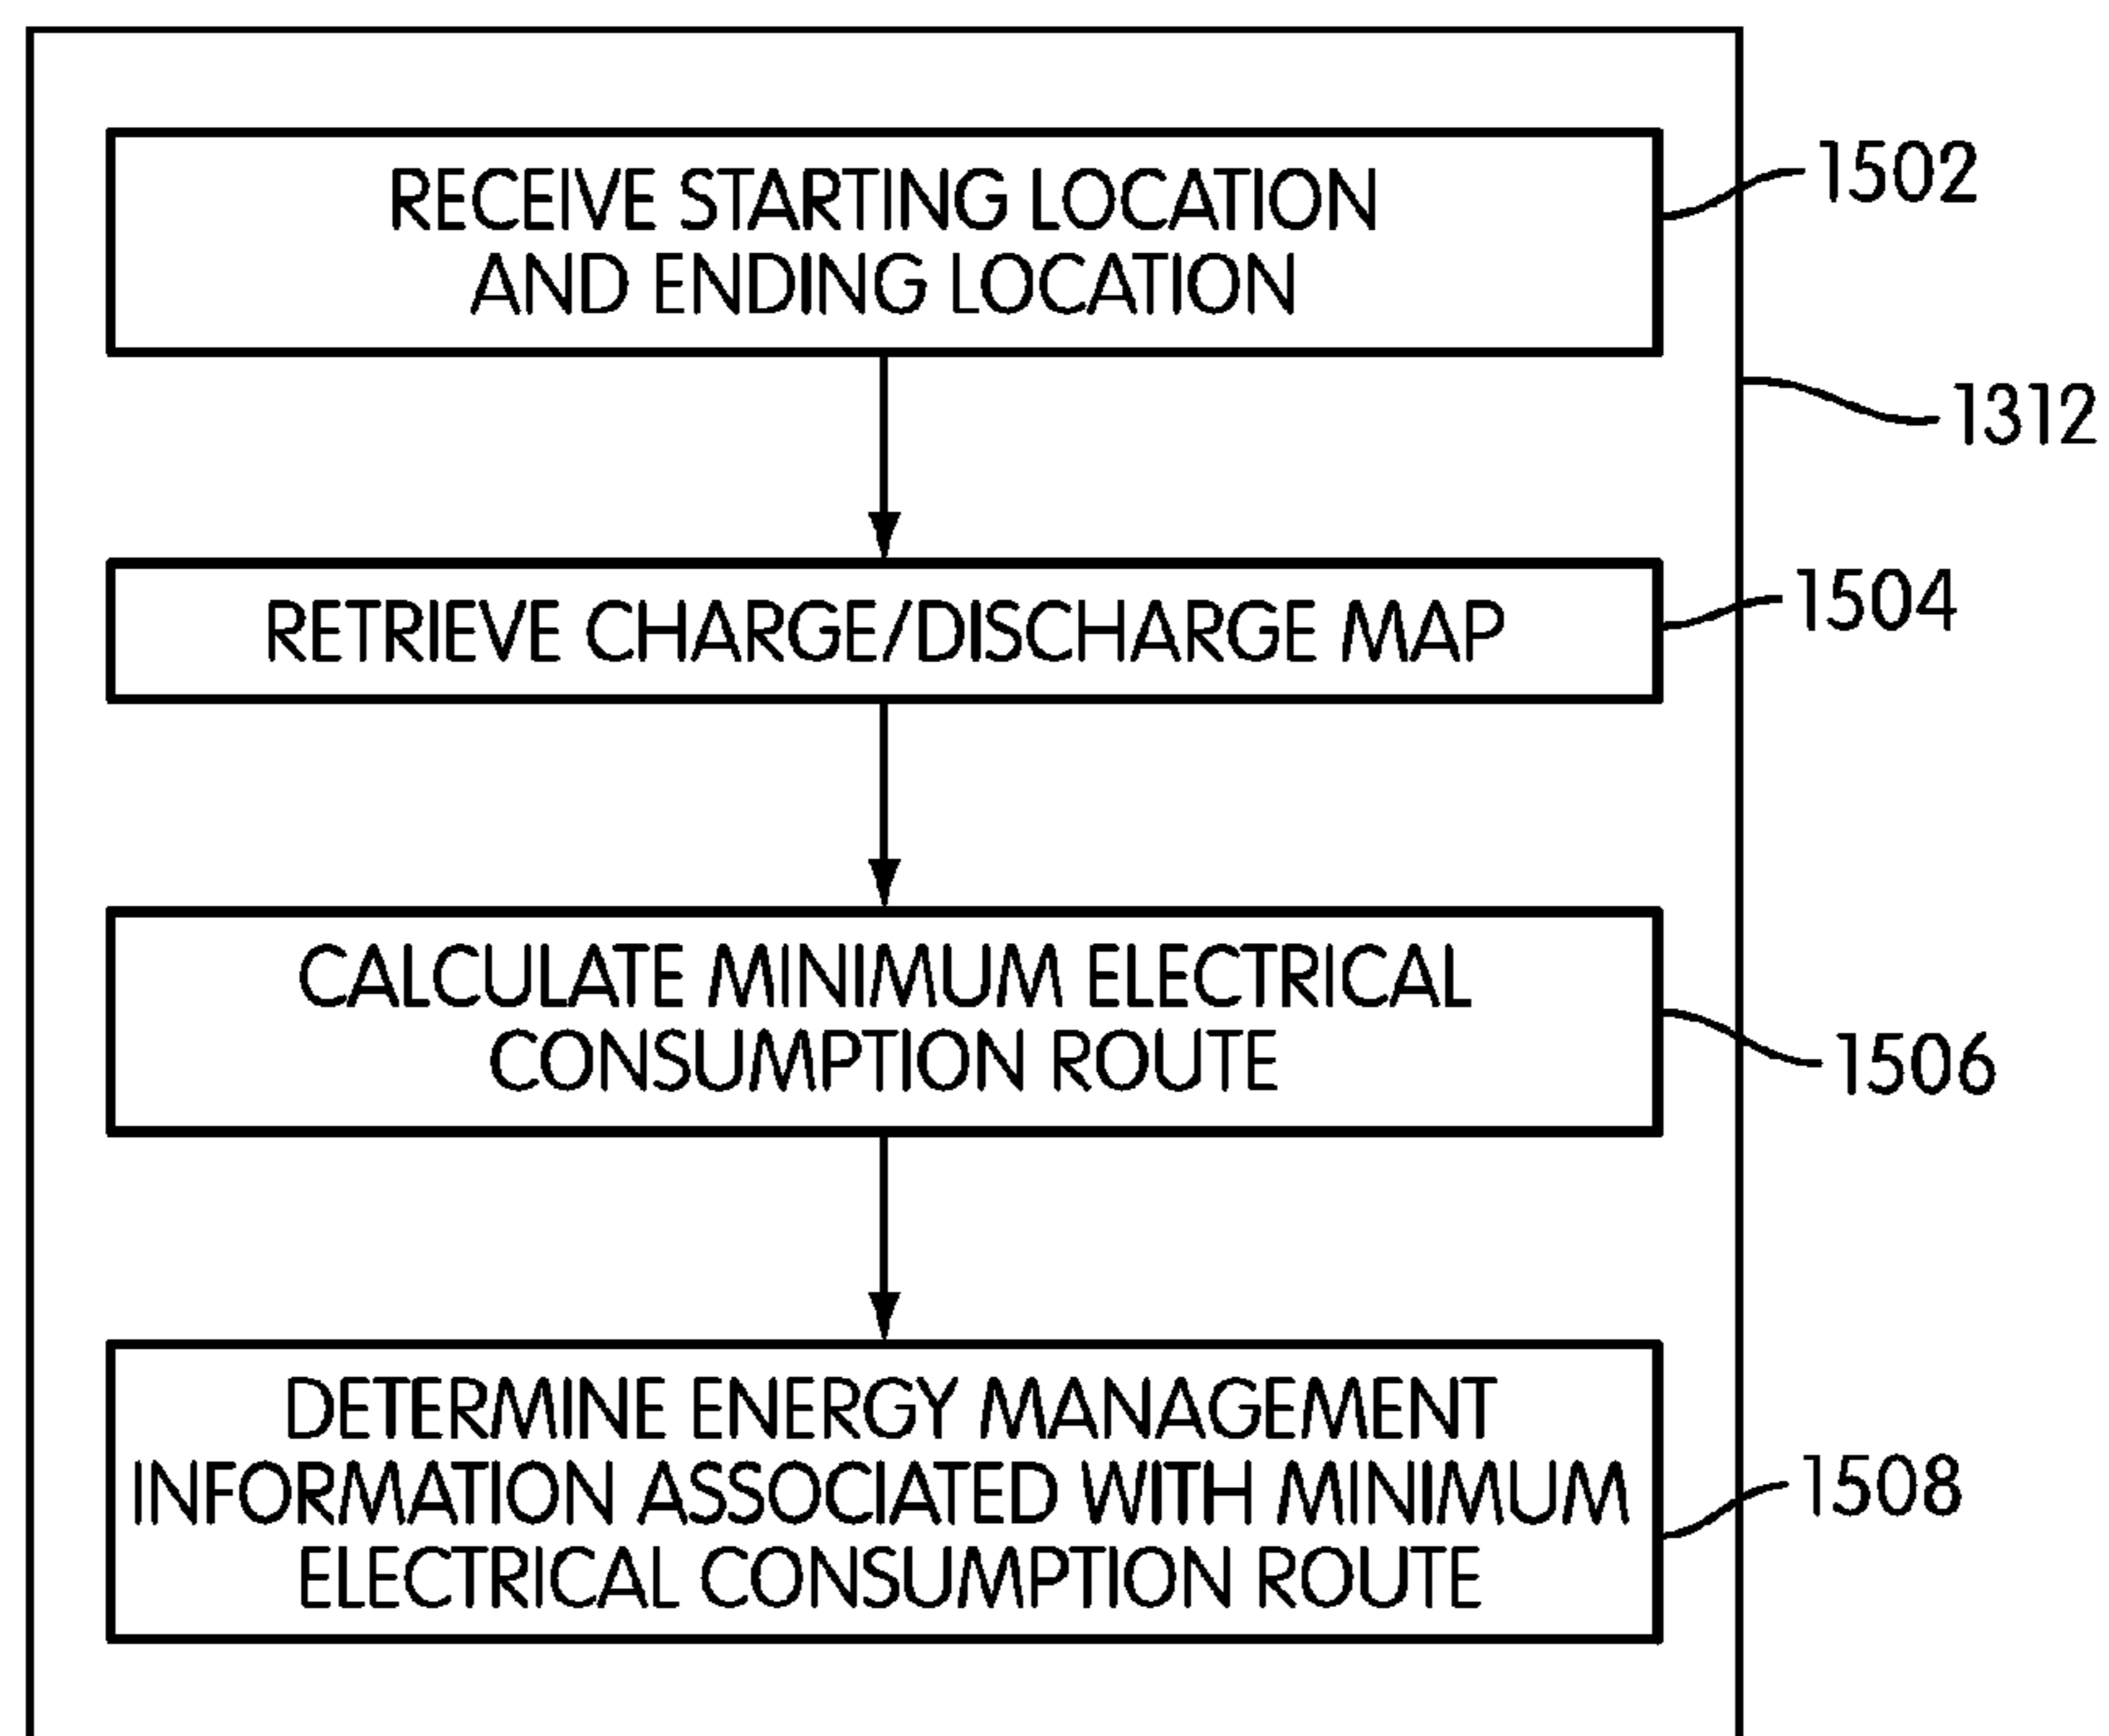 RECEIVE STARTING LOCATION
AND ENDING LOCATION
1502
1312
RETRIEVE CHARGE/DISCHARGE MAP
1504
CALCULATE MINIMUM ELECTRICAL
CONSUMPTION ROUTE
1506
DETERMINE ENERGY MANAGEMENT
INFORMATION ASSOCIATED WITH MINIMUM
ELECTRICAL CONSUMPTION ROUTE
1508